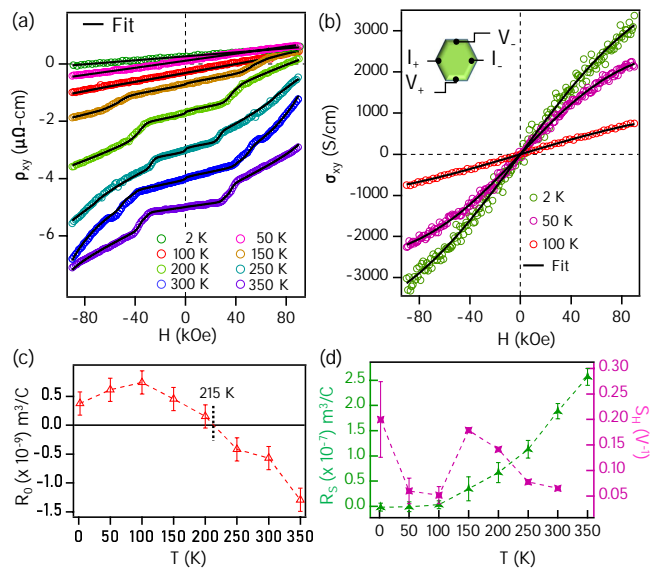 (a)
Fit
ρxy (μΩ-cm)
0
-2
-4
-6
2 K
50 K
100 K
150 K
200 K
250 K
300 K
350 K
-80
-40
0
40
80
H (kOe)
(b)
V-
I+
I-
V+
σxy (S/cm)
3000
2000
1000
0
-1000
-2000
-3000
2 K
50 K
100 K
Fit
-80
-40
0
40
80
H (kOe)
(c)
R0 (x 10⁻⁹) m³/C
0.5
0.0
-0.5
-1.0
-1.5
215 K
0 50 100 150 200 250 300 350
T (K)
(d)
RS (x 10⁻⁷) m³/C
2.5
2.0
1.5
1.0
0.5
0.0
0.30
0.20
0.15
0.10
0.05
SH (V⁻¹)
0 50 100 150 200 250 300 350
T (K)